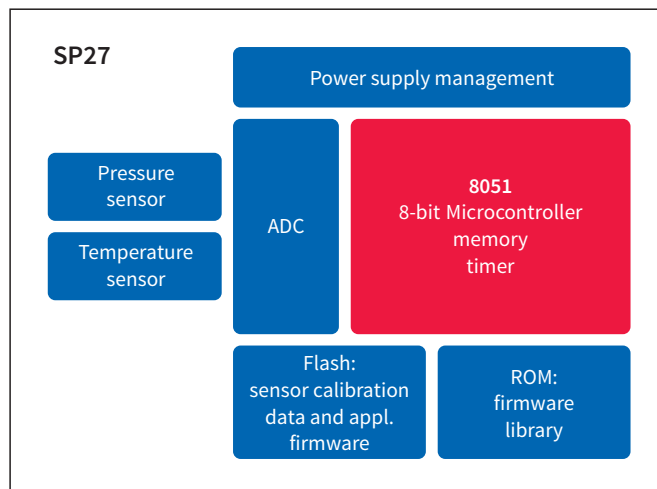 SP27
Power supply management
Pressure
sensor
Temperature
sensor
ADC
8051
8-bit Microcontroller
memory
timer
Flash:
sensor calibration
data and appl.
firmware
ROM:
firmware
library